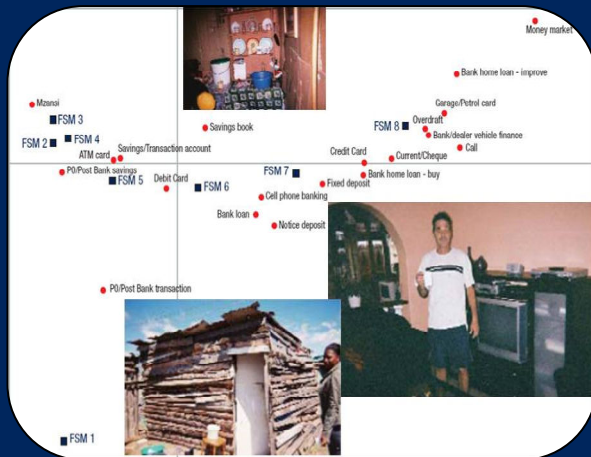 Money market
Bank home loan - improve
Mzansi
Garage/Petrol card
FSM 3
FSM 8
Overdraft
Savings book
Bank/dealer vehicle finance
FSM 2
FSM 4
Call
Savings/Transaction account
ATM card
Credit Card
Current/Cheque
PO/Post Bank savings
FSM 7
Bank home loan - buy
FSM 5
Debit Card
FSM 6
Fixed deposit
Cell phone banking
Bank loan
Notice deposit
PO/Post Bank transaction
FSM 1